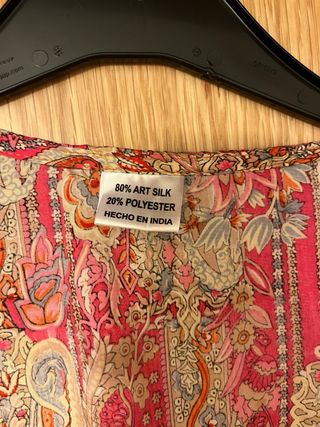 80% ART SILK
20% POLYESTER
HECHO EN INDIA